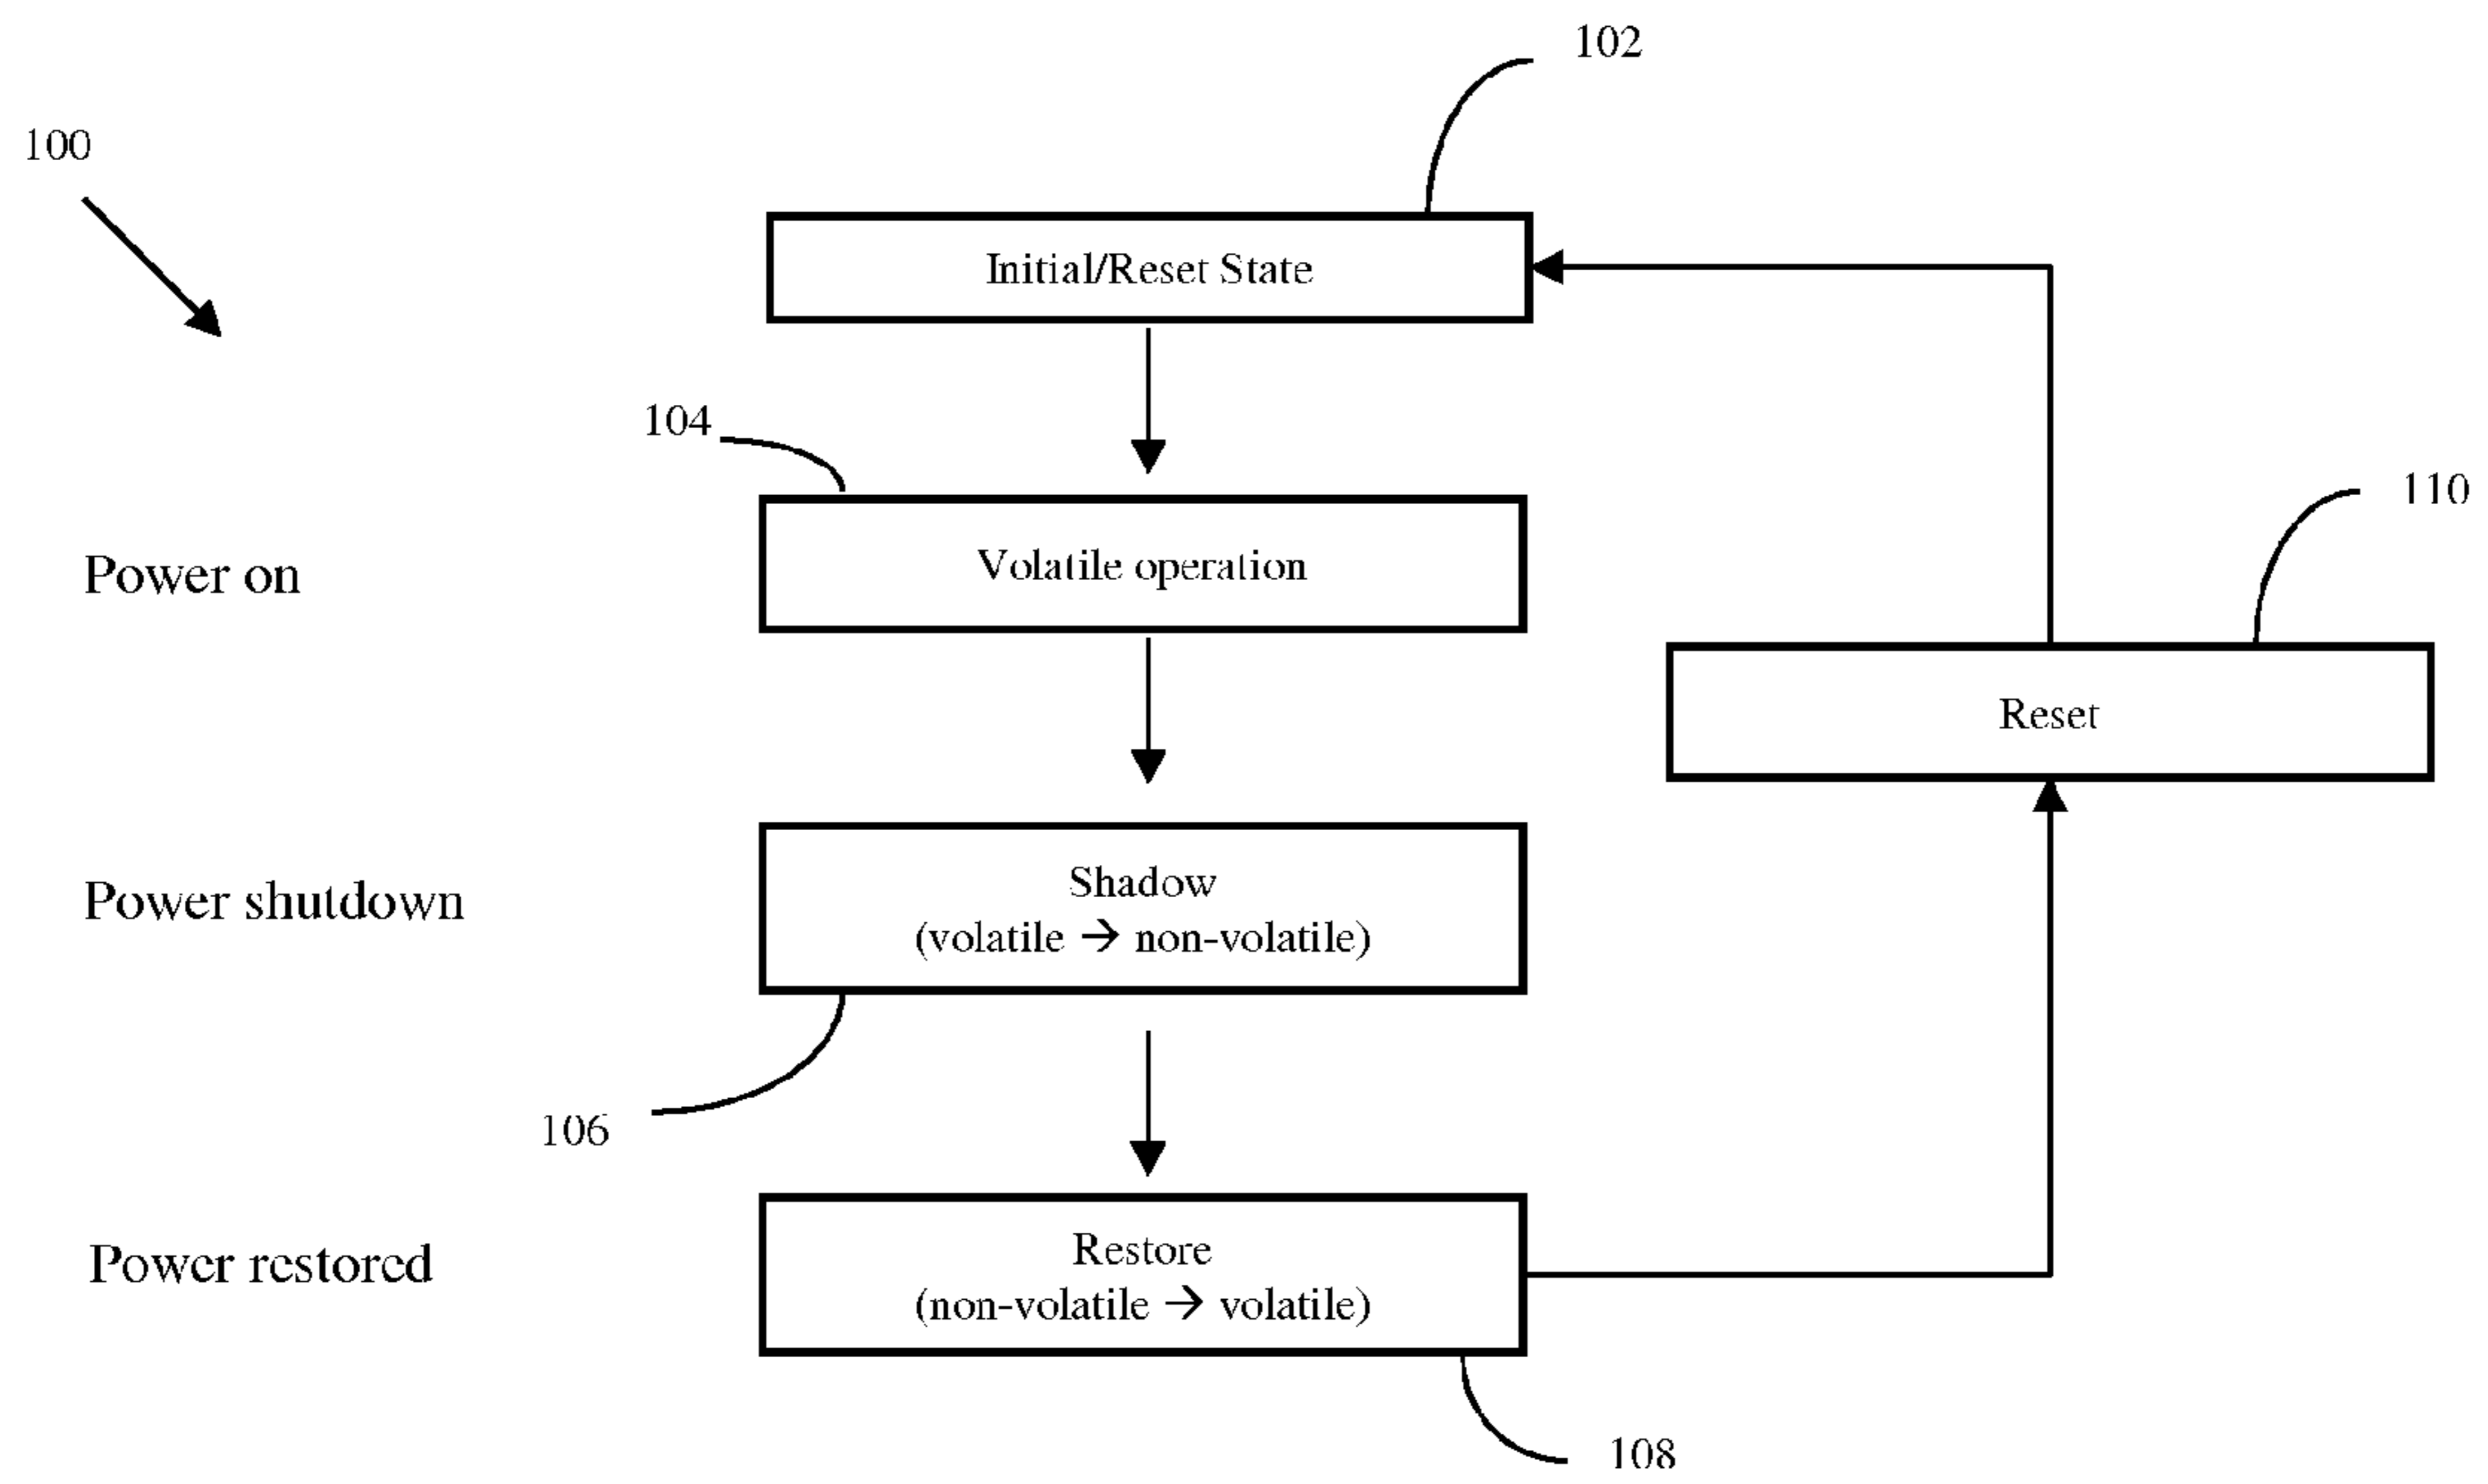 102
100
Initial/Reset State
104
110
Power on
Volatile operation
Reset
Power shutdown
Shadow
(volatile → non-volatile)
106
Power restored
Restore
(non-volatile → volatile)
108